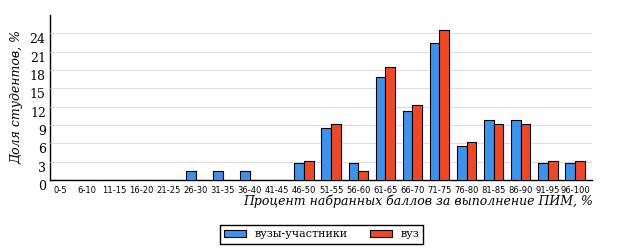 Доля студентов, %
24
21
18
15
12
9
6
3
0
0-5 6-10 11-15 16-20 21-25 26-30 31-35 36-40 41-45 46-50 51-55 56-60 61-65 66-70 71-75 76-80 81-85 86-90 91-95 96-100
Процент набранных баллов за выполнение ПИМ, %
вузы-участники вуз